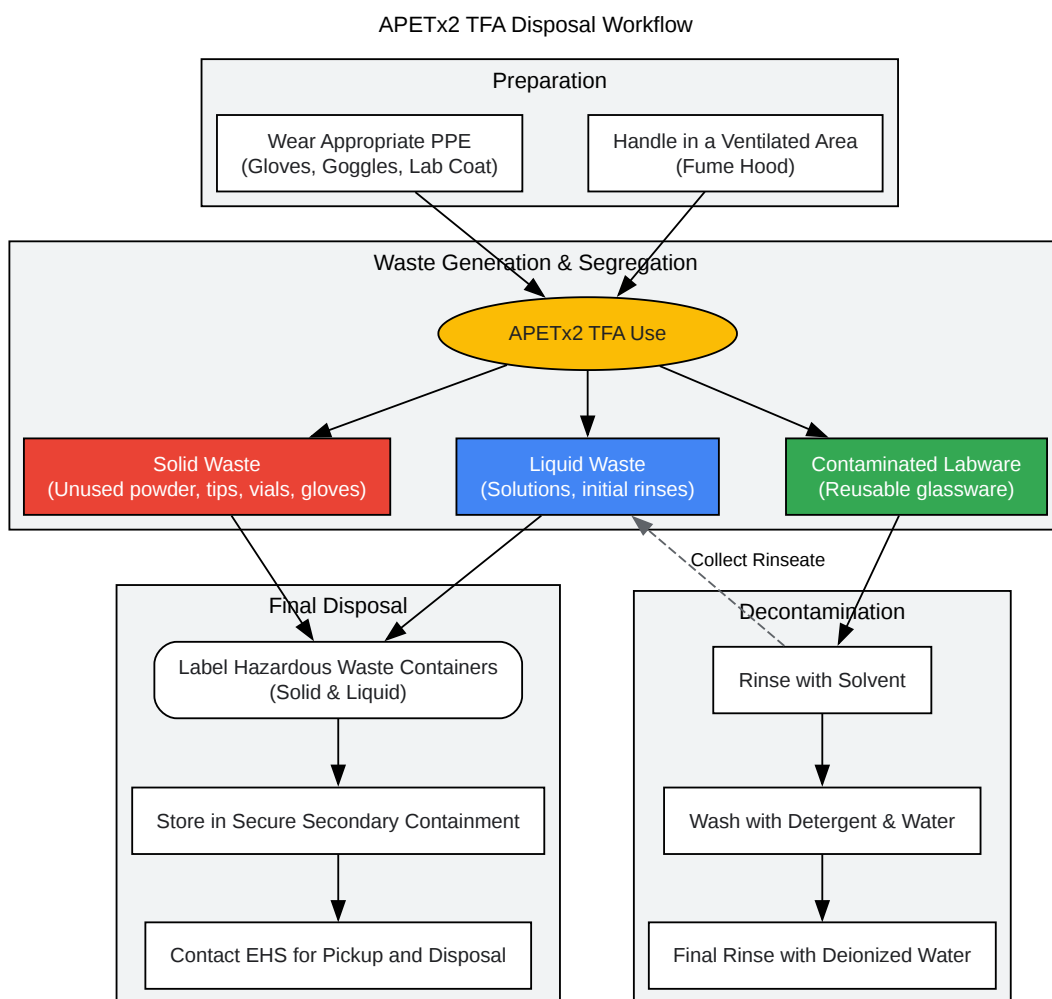 APETx2 TFA Disposal Workflow
Preparation
Wear Appropriate PPE
(Gloves, Goggles, Lab Coat)
Handle in a Ventilated Area
(Fume Hood)
Waste Generation & Segregation
APETx2 TFA Use
Solid Waste
(Unused powder, tips, vials, gloves)
Liquid Waste
(Solutions, initial rinses)
Contaminated Labware
(Reusable glassware)
Collect Rinseate
Final Disposal
Label Hazardous Waste Containers
(Solid & Liquid)
Store in Secure Secondary Containment
Contact EHS for Pickup and Disposal
Decontamination
Rinse with Solvent
Wash with Detergent & Water
Final Rinse with Deionized Water